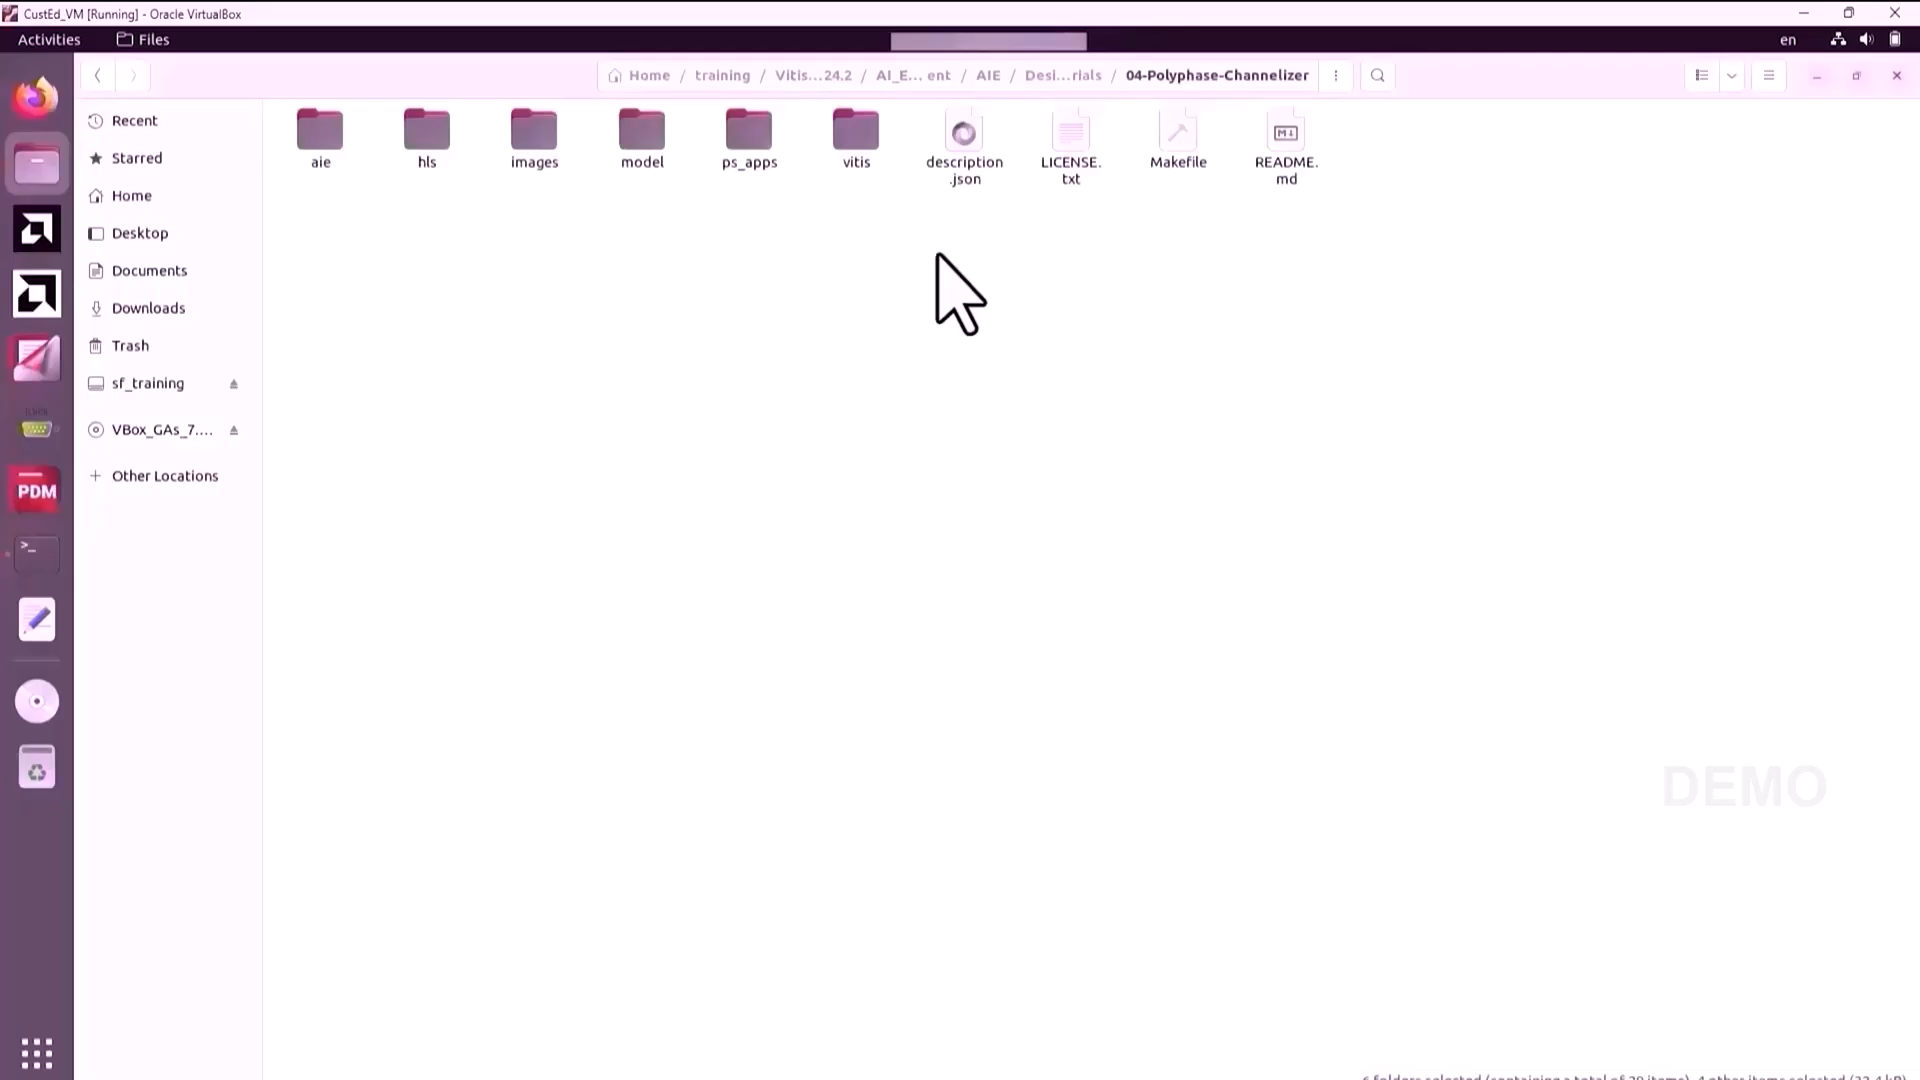 CustEd_VM [Running] - Oracle VirtualBox
Activities Files en
Home / training / Vitis...24.2 / AI_E... ent / AIE / Desi...rials / 04-Polyphase-Channelizer
Recent
Starred
Home
Desktop
Documents
Downloads
Trash
sf_training
VBox_GAs_7....
+ Other Locations
aie
hls
images
model
ps_apps
vitis
description
.json
LICENSE.
txt
Makefile
README.
md
PDM
DEMO